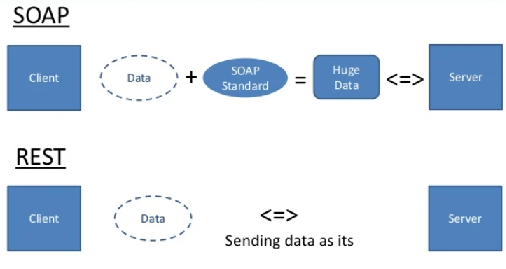 SOAP
Client
Data
+
SOAP
Standard
=
Huge
Data
<=>
Server
REST
Client
Data
<=>
Sending data as its
Server